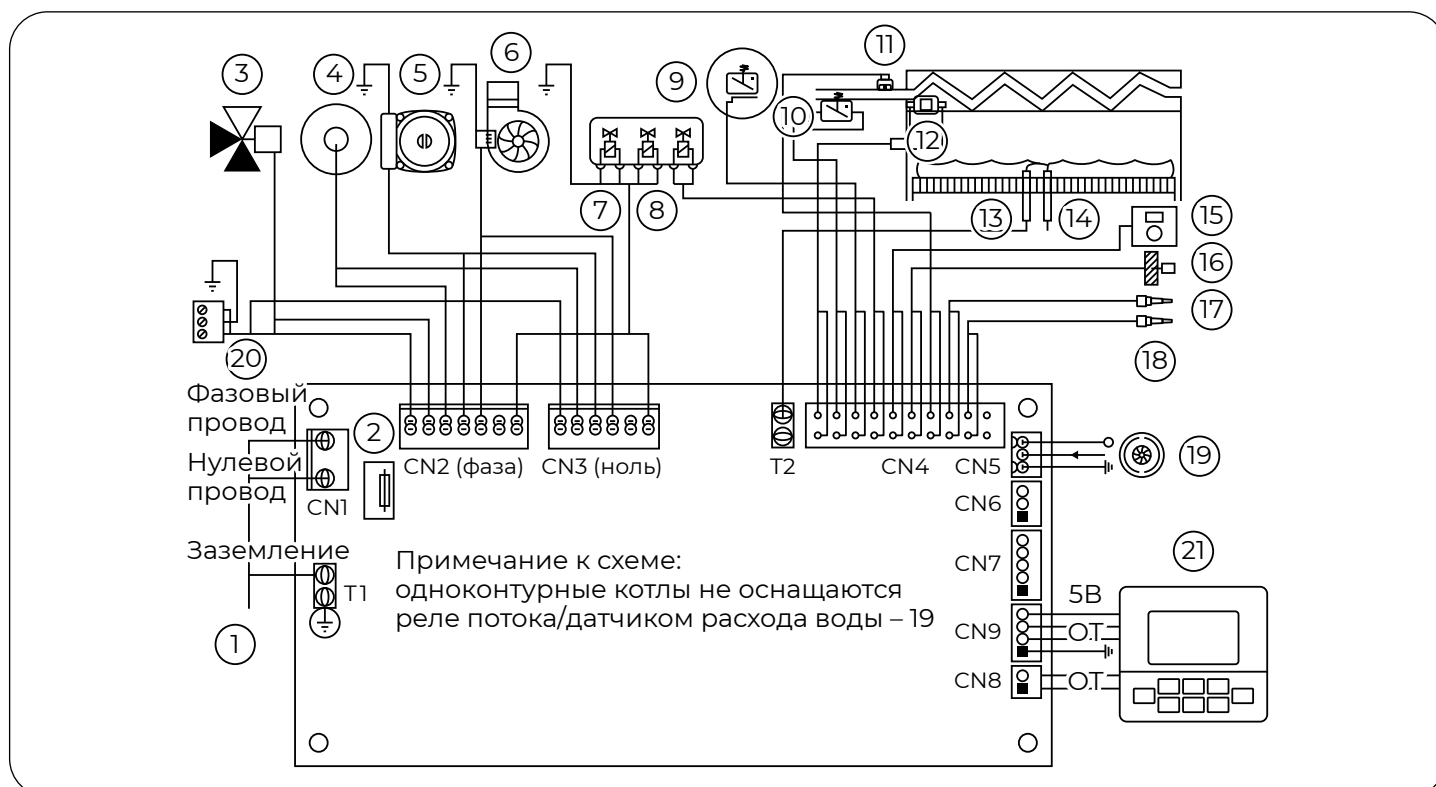 11
6
3
4
5
9
10
12
7
8
13
14
15
16
17
18
20
Фазовый
провод
2
Нулевой
провод
CN1
CN2 (фаза)
CN3 (ноль)
T2
CN4
CN5
19
CN6
Заземление
T1
Примечание к схеме:
одноконтурные котлы не оснащаются
реле потока/датчиком расхода воды – 19
CN7
21
5В
CN9
ОТ
CN8
ОТ
1